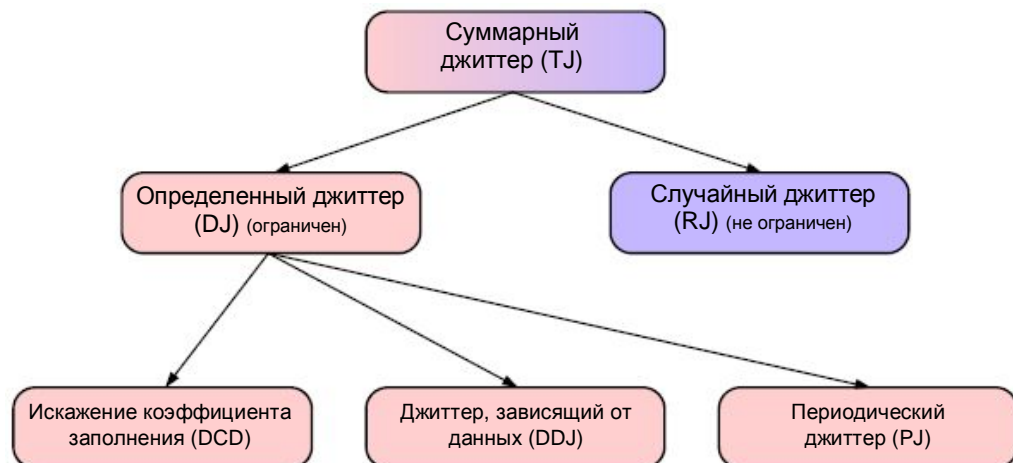 Суммарный
джиттер (TJ)
Определенный джиттер
(DJ) (ограничен)
Случайный джиттер
(RJ) (не ограничен)
Искажение коэффициента
заполнения (DCD)
Джиттер, зависящий от
данных (DDJ)
Периодический
джиттер (PJ)